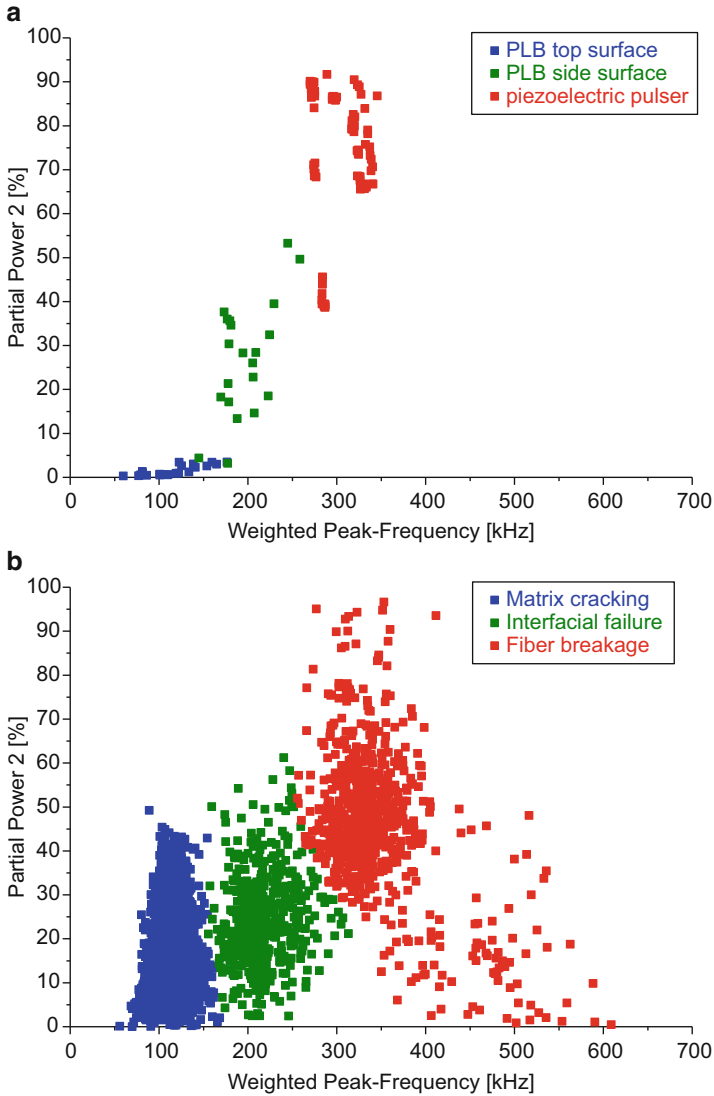 a
100
90
80
70
60
50
40
30
20
10
0
Partial Power 2 [%]
PLB top surface
PLB side surface
piezoelectric pulser
0 100 200 300 400 500 600 700
Weighted Peak-Frequency [kHz]
b
100
90
80
70
60
50
40
30
20
10
0
Partial Power 2 [%]
Matrix cracking
Interfacial failure
Fiber breakage
0 100 200 300 400 500 600 700
Weighted Peak-Frequency [kHz]